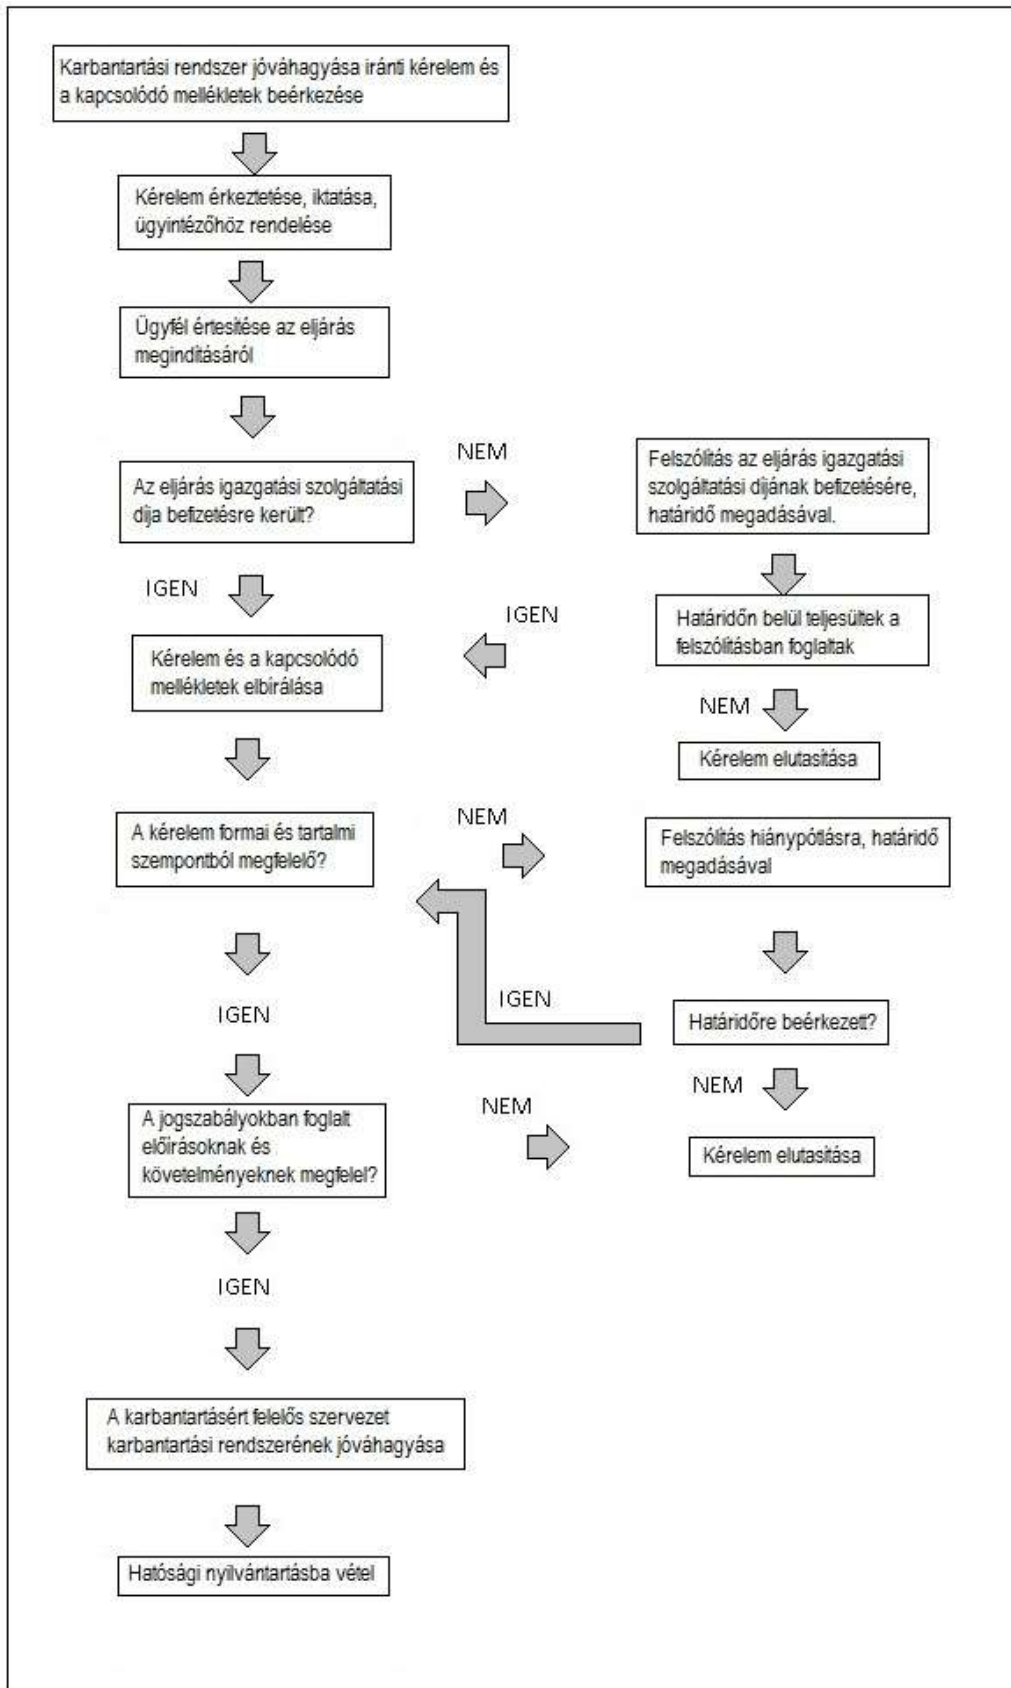 Karbantartási rendszer jóváhagyása iránti kérelem és
a kapcsolódó mellékletek beérkezése
Kérelem érkeztetése, iktatása,
ügyintézőhöz rendelése
Ügyfél értesítése az eljárás
megindításáról
Az eljárás igazgatási szolgáltatási
díja befizetésre került?
NEM
Felszólítás az eljárás igazgatási
szolgáltatási díjának befizetésére,
határidő megadásával.
IGEN
Határidőn belül teljesültek a
felszólításban foglaltak
IGEN
Kérelem és a kapcsolódó
mellékletek elbírálása
NEM
Kérelem elutasítása
A kérelem formai és tartalmi
szempontból megfelelő?
NEM
Felszólítás hiánypótlásra, határidő
megadásával
IGEN
Határidőre beérkezett?
IGEN
NEM
Kérelem elutasítása
A jogszabályokban foglalt
előírásoknak és
követelményeknek megfelel?
NEM
IGEN
A karbantartásért felelős szervezet
karbantartási rendszerének jóváhagyása
Hatósági nyilvántartásba vétel